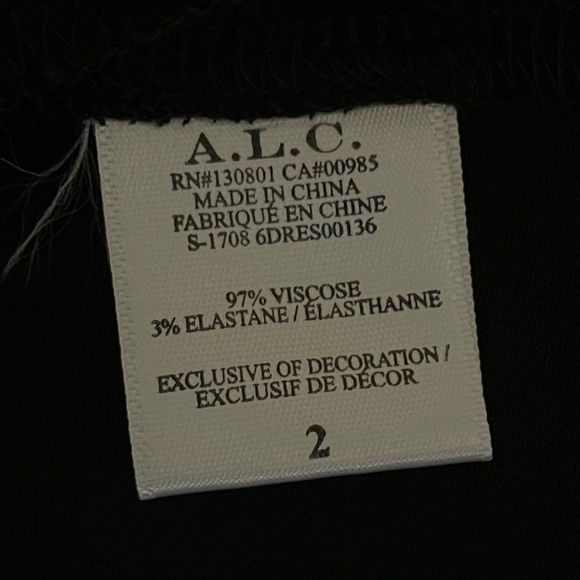 A.L.C.
RN#130801 CA#00985
MADE IN CHINA
FABRIQUÉ EN CHINE
S-1708 6DRES00136
97% VISCOSE
3% ELASTANE / ÉLASTHANNE
EXCLUSIVE OF DECORATION /
EXCLUSIF DE DÉCOR
2